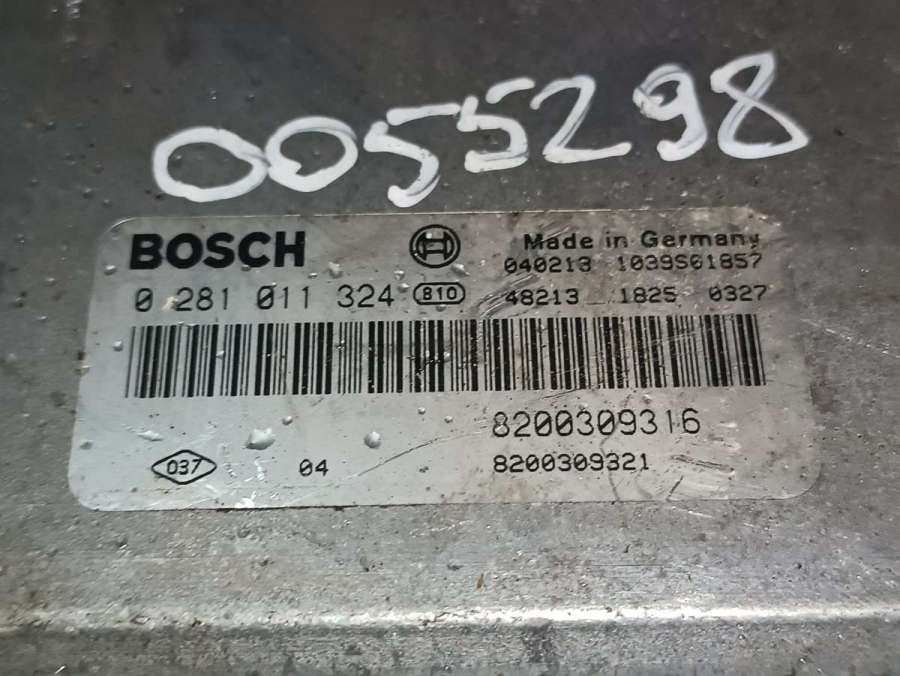 0055298
BOSCH
Made in Germany
040213 1039S01857
0 281 011 324 810 48213 1825 0327
8200309316
037 04 8200309321